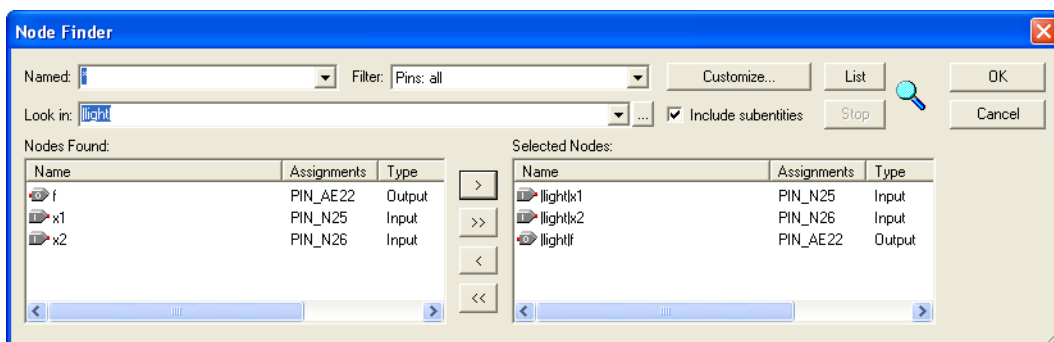 Node Finder
Named: * Filter: Pins: all Customize... List OK
Look in: |light| ... Include subentities Stop Cancel
Nodes Found: Selected Nodes:
Name Assignments Type Name Assignments Type
f PIN_AE22 Output > |light|x1 PIN_N25 Input
x1 PIN_N25 Input >> |light|x2 PIN_N26 Input
x2 PIN_N26 Input |light|f PIN_AE22 Output
<
<<